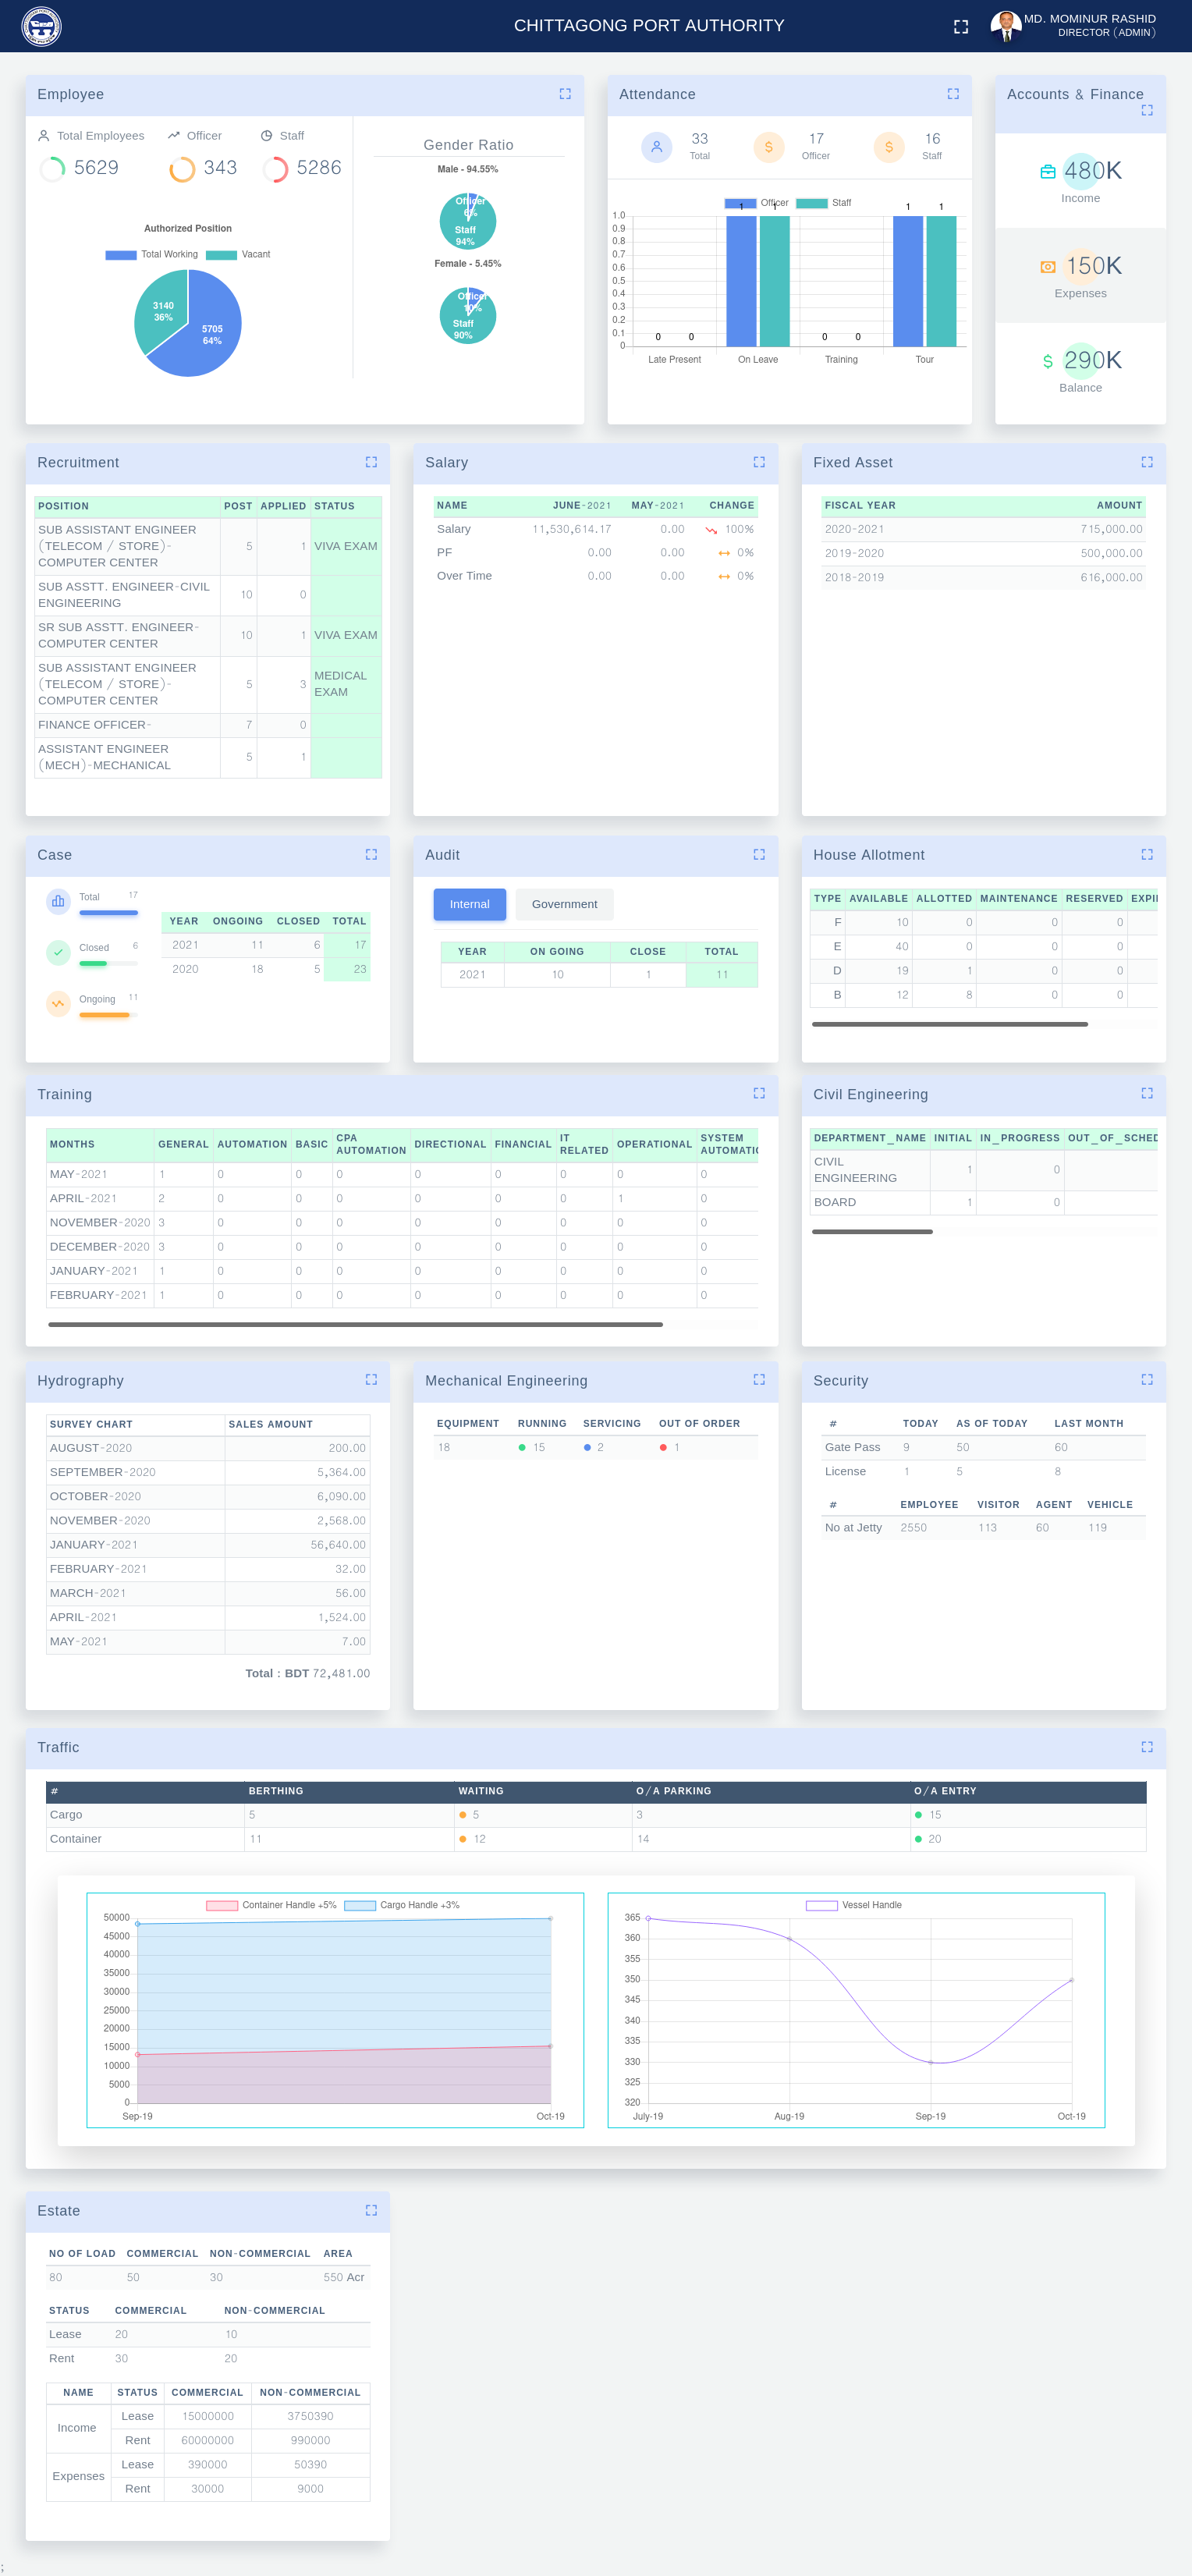 CHITTAGONG PORT AUTHORITY
MD. MOMINUR RASHID
DIRECTOR (ADMIN)
Employee
Total Employees Officer Staff
5629 343 5286
Authorized Position
Total Working Vacant
3140
36%
5705
64%
Gender Ratio
Male - 94.55%
Officer
6%
Staff
94%
Female - 5.45%
Officer
10%
Staff
90%
Attendance
33 17 16
Total Officer Staff
Officer Staff
1 1 1 1
1.0
0.9
0.8
0.7
0.6
0.5
0.4
0.3
0.2
0.1
0
0 0 0 0
Late Present On Leave Training Tour
Accounts & Finance
480K
Income
150K
Expenses
290K
Balance
Recruitment
POSITION POST APPLIED STATUS
SUB ASSISTANT ENGINEER
(TELECOM / STORE)-
COMPUTER CENTER
5 1 VIVA EXAM
SUB ASSTT. ENGINEER-CIVIL
ENGINEERING
10 0
SR SUB ASSTT. ENGINEER-
COMPUTER CENTER
10 1 VIVA EXAM
SUB ASSISTANT ENGINEER
(TELECOM / STORE)-
COMPUTER CENTER
5 3 MEDICAL
EXAM
FINANCE OFFICER- 7 0
ASSISTANT ENGINEER
(MECH)-MECHANICAL
5 1
Salary
NAME JUNE-2021 MAY-2021 CHANGE
Salary 11,530,614.17 0.00 100%
PF 0.00 0.00 0%
Over Time 0.00 0.00 0%
Fixed Asset
FISCAL YEAR AMOUNT
2020-2021 715,000.00
2019-2020 500,000.00
2018-2019 616,000.00
Case
Total 17
Closed 6
Ongoing 11
YEAR ONGOING CLOSED TOTAL
2021 11 6 17
2020 18 5 23
Audit
Internal Government
YEAR ON GOING CLOSE TOTAL
2021 10 1 11
House Allotment
TYPE AVAILABLE ALLOTTED MAINTENANCE RESERVED EXPI
F 10 0 0 0
E 40 0 0 0
D 19 1 0 0
B 12 8 0 0
Training
MONTHS GENERAL AUTOMATION BASIC CPA AUTOMATION DIRECTIONAL FINANCIAL IT RELATED OPERATIONAL SYSTEM AUTOMATIC
MAY-2021 1 0 0 0 0 0 0 0 0
APRIL-2021 2 0 0 0 0 0 0 1 0
NOVEMBER-2020 3 0 0 0 0 0 0 0 0
DECEMBER-2020 3 0 0 0 0 0 0 0 0
JANUARY-2021 1 0 0 0 0 0 0 0 0
FEBRUARY-2021 1 0 0 0 0 0 0 0 0
Civil Engineering
DEPARTMENT_NAME INITIAL IN_PROGRESS OUT_OF_SCHED
CIVIL
ENGINEERING
1 0
BOARD 1 0
Hydrography
SURVEY CHART SALES AMOUNT
AUGUST-2020 200.00
SEPTEMBER-2020 5,364.00
OCTOBER-2020 6,090.00
NOVEMBER-2020 2,568.00
JANUARY-2021 56,640.00
FEBRUARY-2021 32.00
MARCH-2021 56.00
APRIL-2021 1,524.00
MAY-2021 7.00
Total : BDT 72,481.00
Mechanical Engineering
EQUIPMENT RUNNING SERVICING OUT OF ORDER
18 15 2 1
Security
# TODAY AS OF TODAY LAST MONTH
Gate Pass 9 50 60
License 1 5 8
# EMPLOYEE VISITOR AGENT VEHICLE
No at Jetty 2550 113 60 119
Traffic
# BERTHING WAITING O/A PARKING O/A ENTRY
Cargo 5 5 3 15
Container 11 12 14 20
Container Handle +5% Cargo Handle +3%
50000
45000
40000
35000
30000
25000
20000
15000
10000
5000
0
Sep-19 Oct-19
Vessel Handle
365
360
355
350
345
340
335
330
325
320
July-19 Aug-19 Sep-19 Oct-19
Estate
NO OF LOAD COMMERCIAL NON-COMMERCIAL AREA
80 50 30 550 Acr
STATUS COMMERCIAL NON-COMMERCIAL
Lease 20 10
Rent 30 20
NAME STATUS COMMERCIAL NON-COMMERCIAL
Income
Lease 15000000 3750390
Rent 60000000 990000
Expenses
Lease 390000 50390
Rent 30000 9000
;